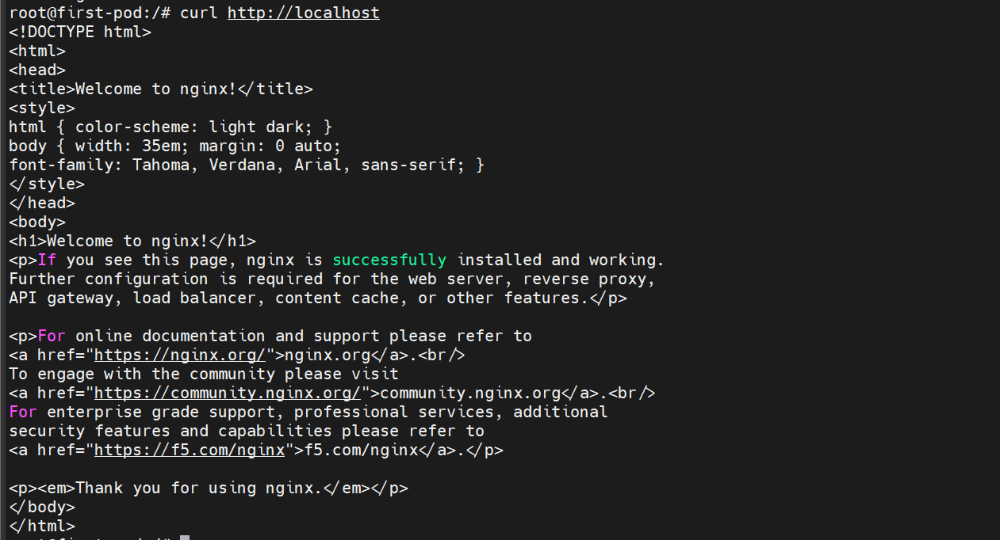 root@first-pod:/# curl http://localhost
<!DOCTYPE html>
<html>
<head>
<title>Welcome to nginx!</title>
<style>
html { color-scheme: light dark; }
body { width: 35em; margin: 0 auto;
font-family: Tahoma, Verdana, Arial, sans-serif; }
</style>
</head>
<body>
<h1>Welcome to nginx!</h1>
<p>If you see this page, nginx is successfully installed and working.
Further configuration is required for the web server, reverse proxy,
API gateway, load balancer, content cache, or other features.</p>

<p>For online documentation and support please refer to
<a href="https://nginx.org/">nginx.org</a>.<br/>
To engage with the community please visit
<a href="https://community.nginx.org/">community.nginx.org</a>.<br/>
For enterprise grade support, professional services, additional
security features and capabilities please refer to
<a href="https://f5.com/nginx">f5.com/nginx</a>.</p>

<p><em>Thank you for using nginx.</em></p>
</body>
</html>